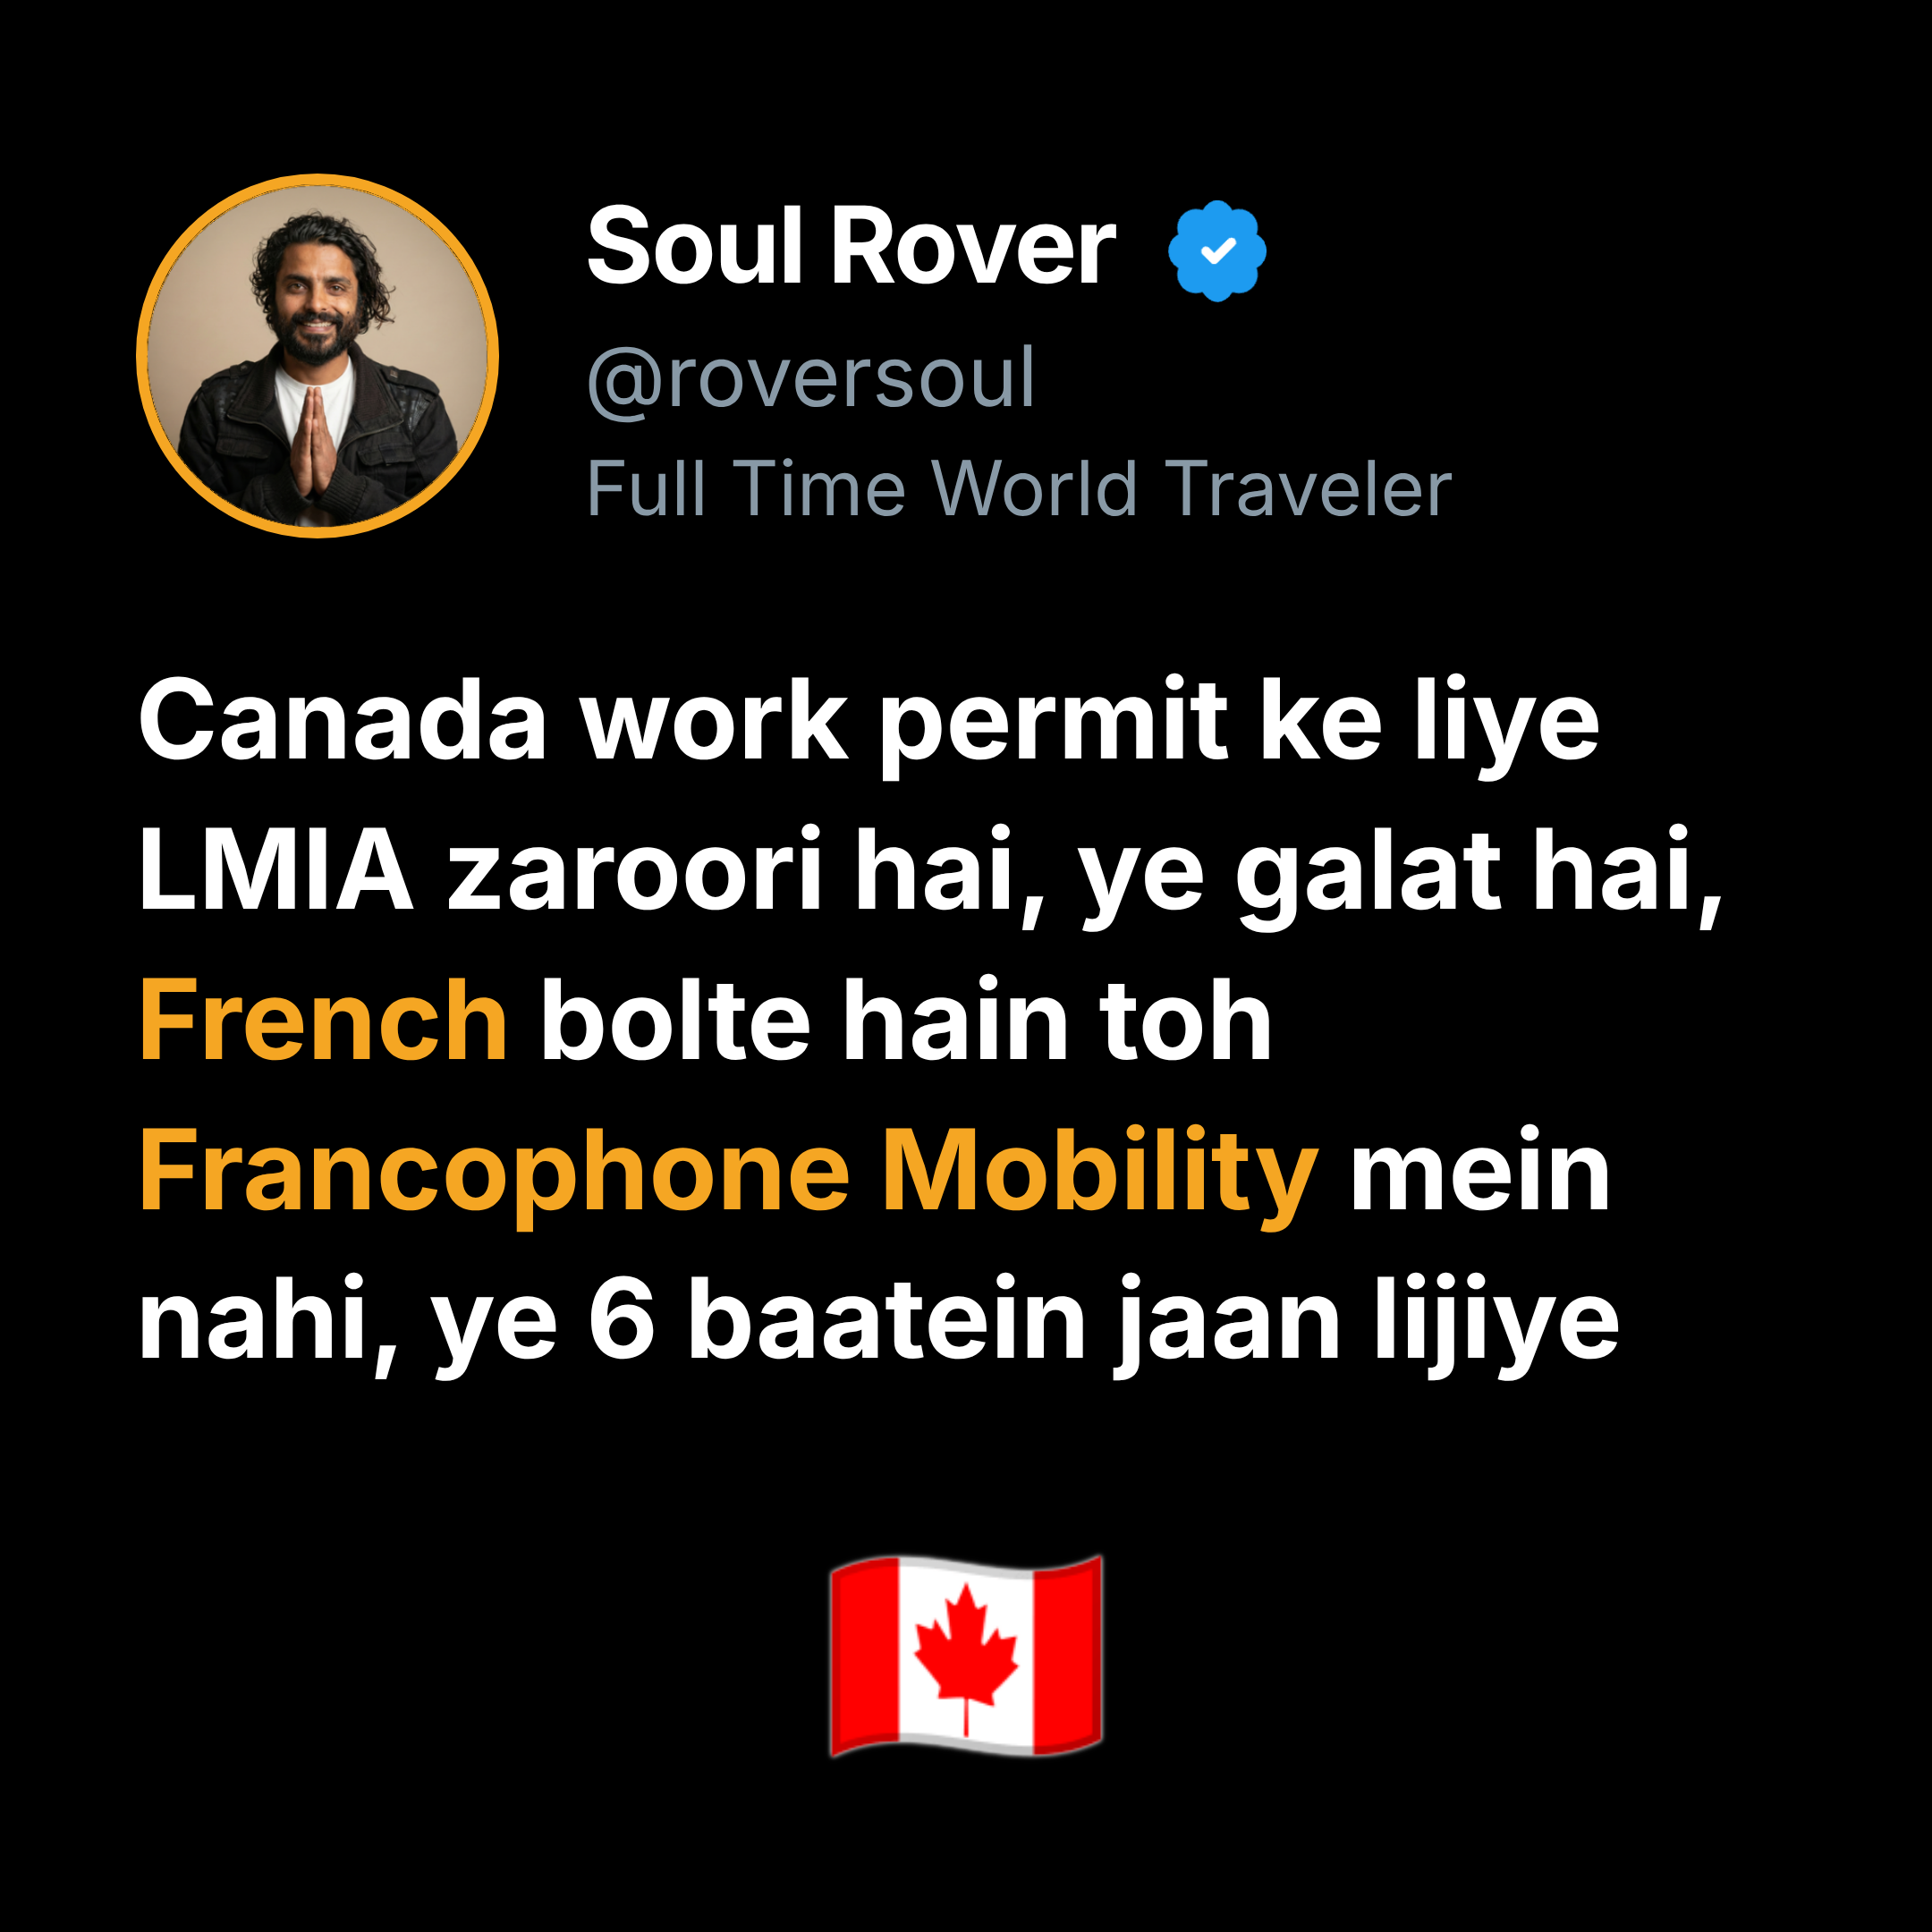 Soul Rover
@roversoul
Full Time World Traveler
Canada work permit ke liye
LMIA zaroori hai, ye galat hai,
French bolte hain toh
Francophone Mobility mein
nahi, ye 6 baatein jaan lijiye